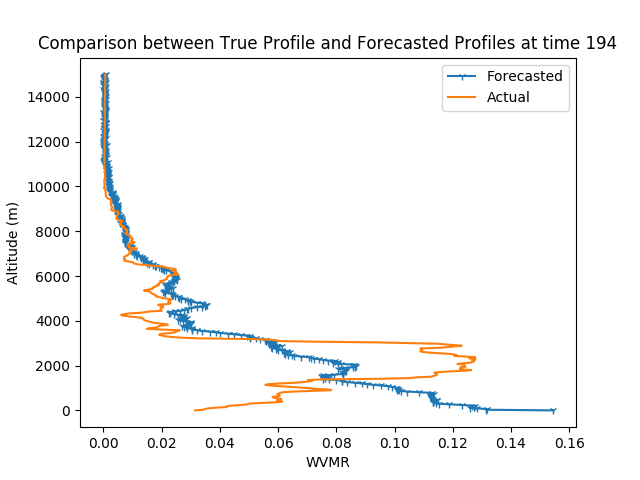 Comparison between True Profile and Forecasted Profiles at time 194
Forecasted
Actual
14000
12000
10000
8000
6000
4000
2000
0
Altitude (m)
0.00 0.02 0.04 0.06 0.08 0.10 0.12 0.14 0.16
WVMR